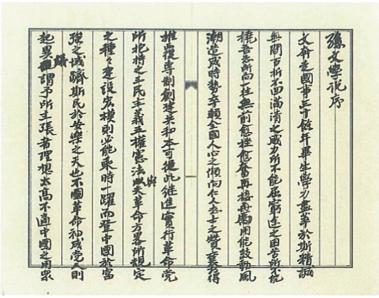 孫文學說序
文奔走國事三十餘年畢生學力盡萃於斯精誠
無間百折不回滿清之威力所不能屈窮途之困苦所不能
撓吾志所向一往無前愈挫愈奮再接再勵用能鼓動風
潮造成時勢卒賴全國人心之傾向仁人志士之贊襄乃得
推覆專制創建共和本可從此繼進實行革命黨
所抱持之三民主義五權憲法與夫革命方略所規定
之種々建設宏模則必能乘時一躍而登中國於富
強之域躋斯民於安樂之天也不圖革命初成黨人則
起異議謂予所主張者理想太高不適中國之用眾